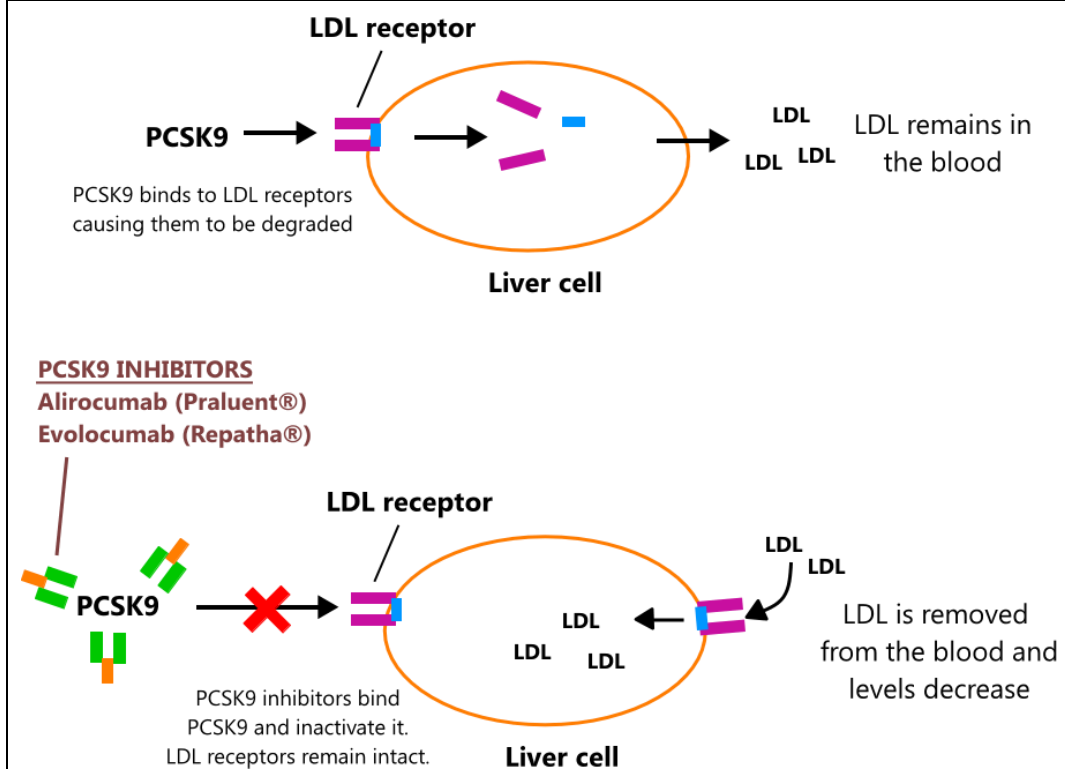 LDL receptor
PCSK9
PCSK9 binds to LDL receptors
causing them to be degraded
Liver cell
LDL
LDL
LDL
LDL remains in
the blood
PCSK9 INHIBITORS
Alirocumab (Praluent®)
Evolocumab (Repatha®)
LDL receptor
PCSK9
PCSK9 inhibitors bind
PCSK9 and inactivate it.
LDL receptors remain intact.
LDL
LDL
LDL
Liver cell
LDL
LDL
LDL is removed
from the blood and
levels decrease